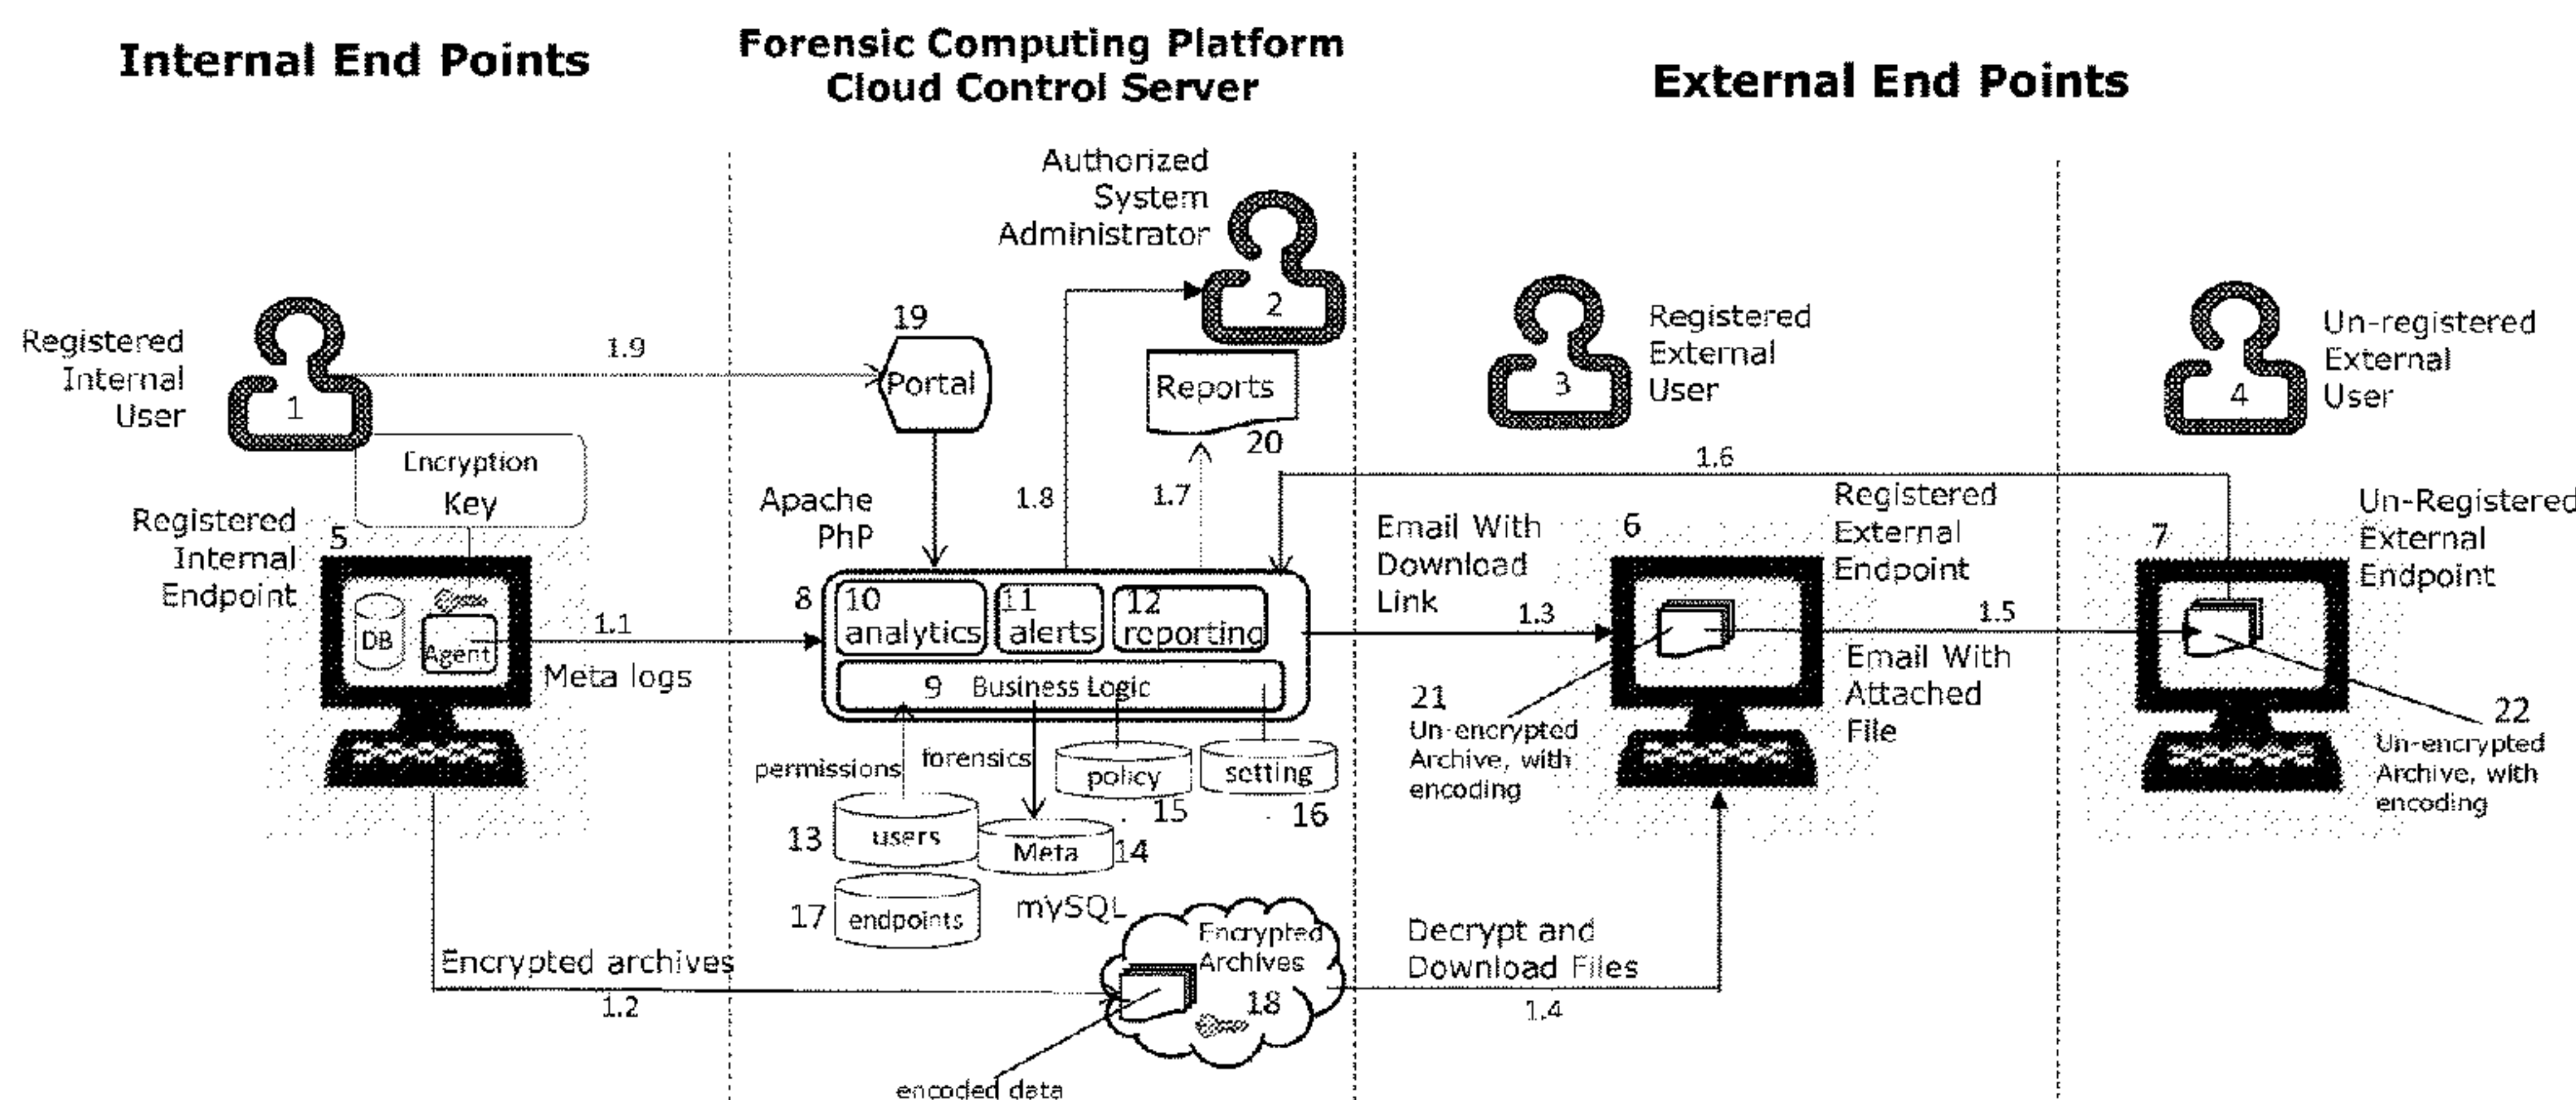 Internal End Points
Forensic Computing Platform
Cloud Control Server
External End Points
Authorized
System
Administrator
2
Registered
Internal
User
1
1.9
19
Portal
Reports
20
3
Registered
External
User
4
Un-registered
External
User
Encryption
Key
Registered
Internal
Endpoint
5
DB
Agent
1.1
Meta logs
Apache
PhP
1.8
1.7
1.6
8
10
analytics
11
alerts
12
reporting
9 Business Logic
permissions
forensics
policy
15
setting
16
13
users
Meta
14
17
endpoints
mySQL
Email With
Download
Link
1.3
6
Registered
External
Endpoint
1.5
Email With
Attached
File
21
Un-encrypted
Archive, with
encoding
7
Un-Registered
External
Endpoint
22
Un-encrypted
Archive, with
encoding
Encrypted archives
1.2
Encrypted
Archives
18
encoded data
Decrypt and
Download Files
1.4